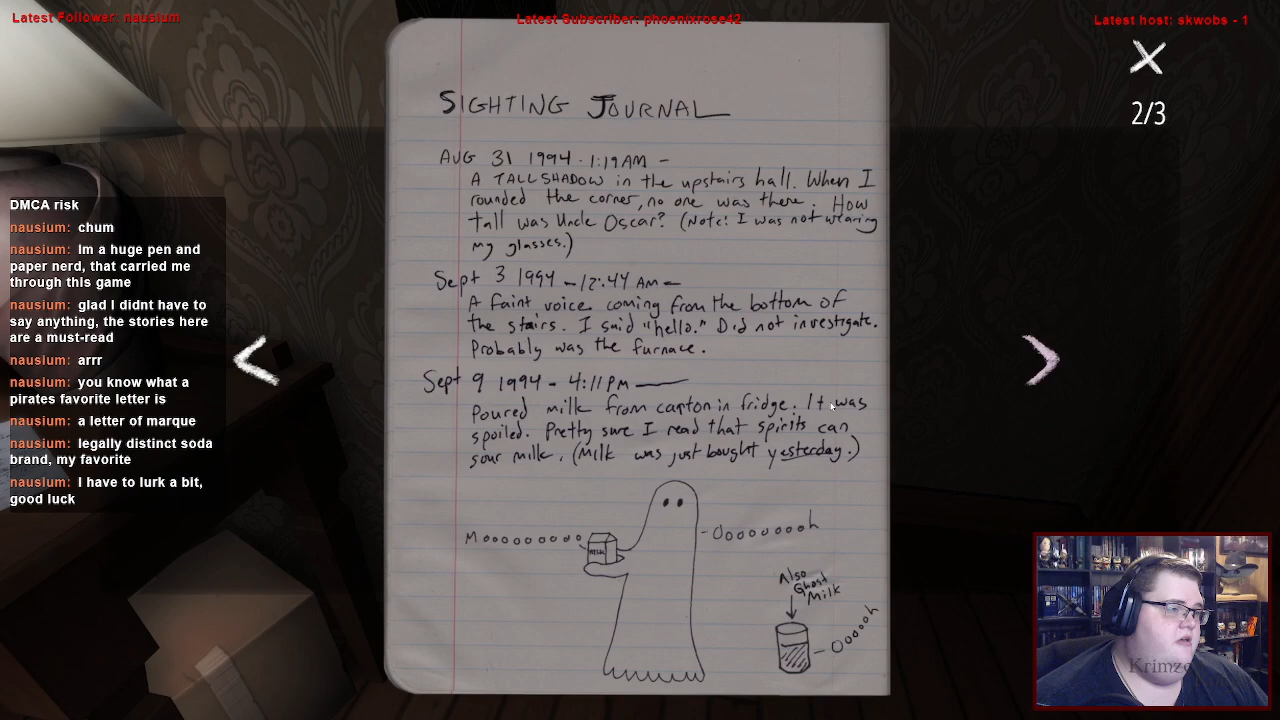 Latest Follower: nausium
Latest Subscriber: phoenixrose42
Latest host: skwobs - 1
2/3
SIGHTING JOURNAL
AUG 31 1994 - 1:19 AM -
A TALL SHADOW in the upstairs hall. When I
rounded the corner, no one was there. How
tall was Uncle Oscar? (Note: I was not wearing
my glasses.)
Sept 3 1994 - 12:44 AM -
A faint voice coming from the bottom of
the stairs. I said "hello." Did not investigate.
Probably was the furnace.
Sept 9 1994 - 4:11 PM
Poured milk from carton in fridge. It was
spoiled. Pretty sure I read that spirits can
sour milk. (Milk was just bought yesterday.)
Mooooooooo
MILK
-Oooooooooh
Also
Ghost
Milk
-Oooooh
DMCA risk
nausium: chum
nausium: Im a huge pen and
paper nerd, that carried me
through this game
nausium: glad I didnt have to
say anything, the stories here
are a must-read
nausium: arrr
nausium: you know what a
pirates favorite letter is
nausium: a letter of marque
nausium: legally distinct soda
brand, my favorite
nausium: I have to lurk a bit,
good luck